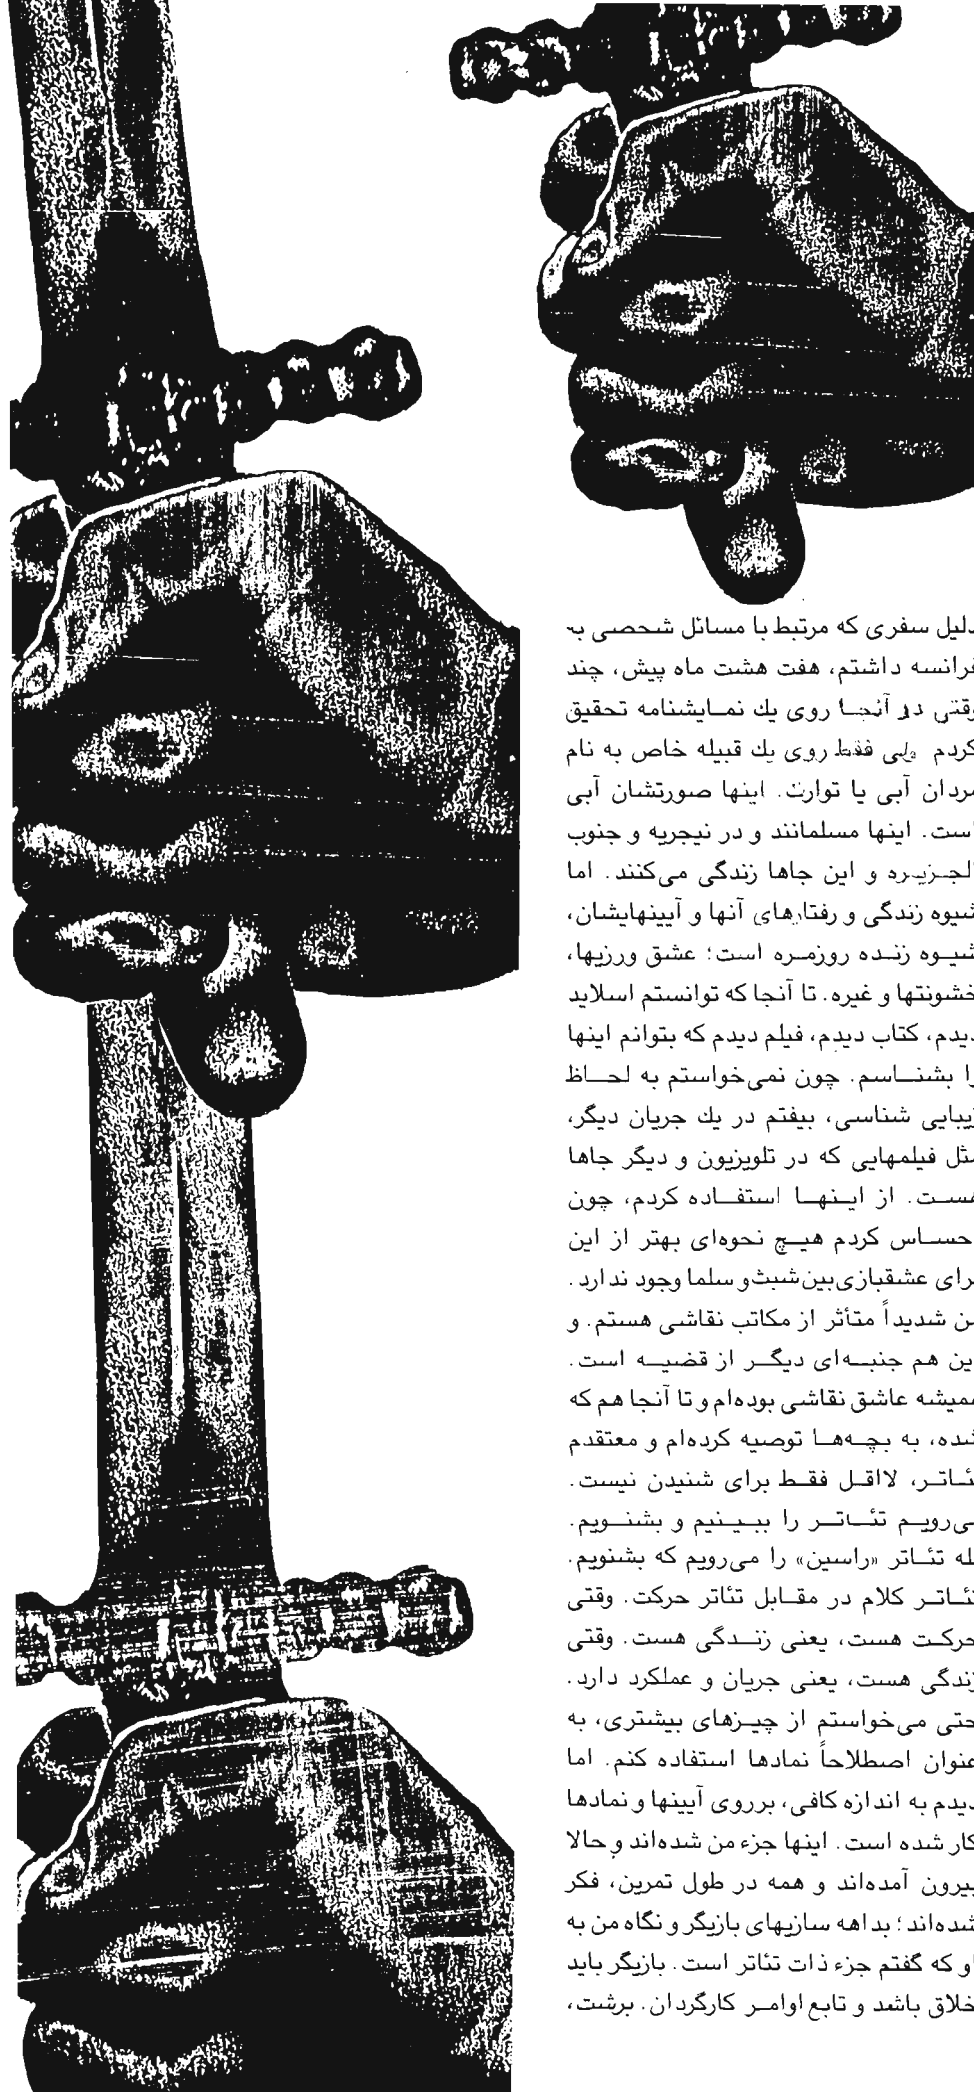 دلیل سفری که مرتبط با مسائل شخصی به
فرانسه داشتم، هفت هشت ماه پیش، چند
وقتی در آنجا روی یك نمایشنامه تحقیق
کردم ولی فقط روی یك قبیله خاص به نام
مردان آبی یا توارث. اینها صورتشان آبی
است. اینها مسلمانند و در نیجریه و جنوب
الجزیره و این جاها زندگی می‌کنند. اما
شیوه زندگی و رفتارهای آنها و آیینهایشان،
شیوه زنده روزمره است؛ عشق ورزیها،
خشونتها و غیره. تا آنجا که توانستم اسلاید
دیدم، کتاب دیدم، فیلم دیدم که بتوانم اینها
را بشناسم. چون نمی‌خواستم به لحاظ
زیبایی شناسی، بیفتم در یك جریان دیگر،
مثل فیلمهایی که در تلویزیون و دیگر جاها
هست. از اینها استفاده کردم، چون
احساس کردم هیچ نحوه‌ای بهتر از این
برای عشقبازی بین شبث و سلما وجود ندارد.
من شدیداً متأثر از مکاتب نقاشی هستم. و
این هم جنبه‌ای دیگر از قضیه است.
همیشه عاشق نقاشی بوده‌ام و تا آنجا هم که
شده، به بچه‌ها توصیه کرده‌ام و معتقدم
تئاتر، لااقل فقط برای شنیدن نیست.
می‌رویم تئاتر را ببینیم و بشنویم.
بله تئاتر «راسین» را می‌رویم که بشنویم.
تئاتر کلام در مقابل تئاتر حرکت. وقتی
حرکت هست، یعنی زندگی هست. وقتی
زندگی هست، یعنی جریان و عملکرد دارد.
حتی می‌خواستم از چیزهای بیشتری، به
عنوان اصطلاحاً نمادها استفاده کنم. اما
دیدم به اندازه کافی، برروی آیینها و نمادها
کار شده است. اینها جزء من شده‌اند و حالا
بیرون آمده‌اند و همه در طول تمرین، فکر
شده‌اند؛ بداهه سازیهای بازیگر و نگاه من به
او که گفتم جزء ذات تئاتر است. بازیگر باید
خلاق باشد و تابع اوامر کارگردان. برشت،